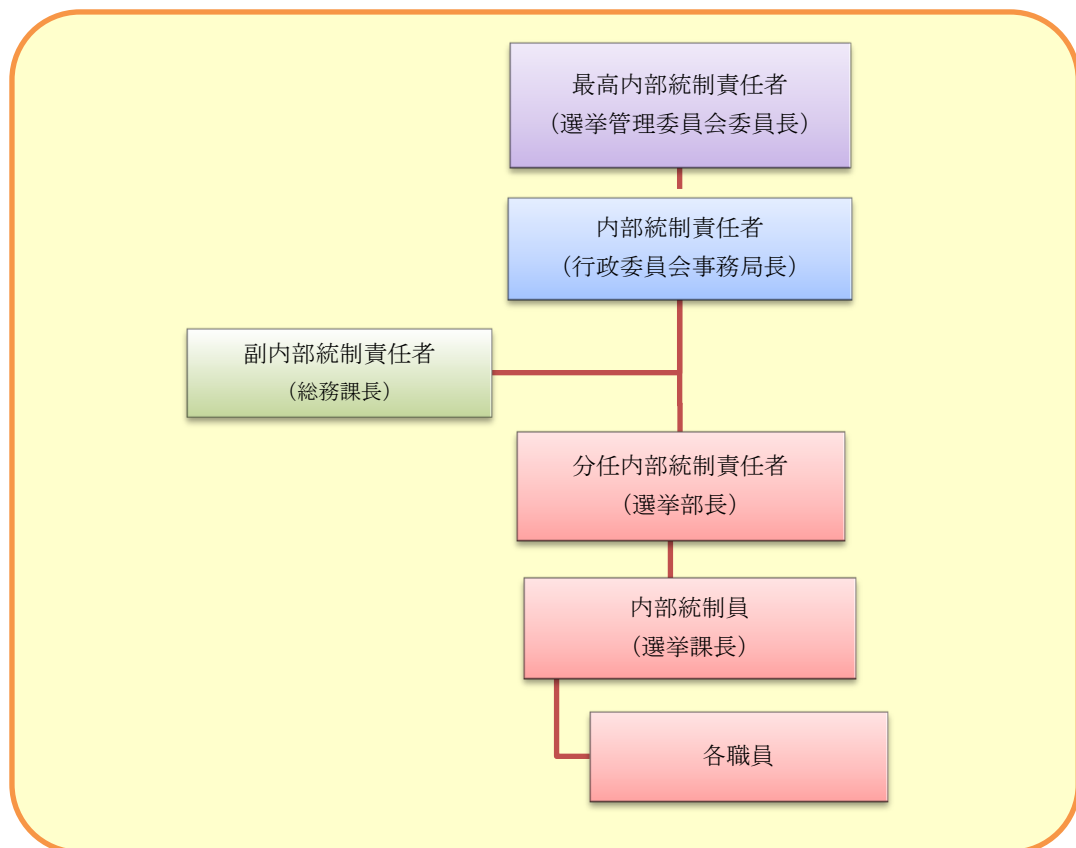 最高内部統制責任者
（選挙管理委員会委員長）
内部統制責任者
（行政委員会事務局長）
副内部統制責任者
（総務課長）
分任内部統制責任者
（選挙部長）
内部統制員
（選挙課長）
各職員